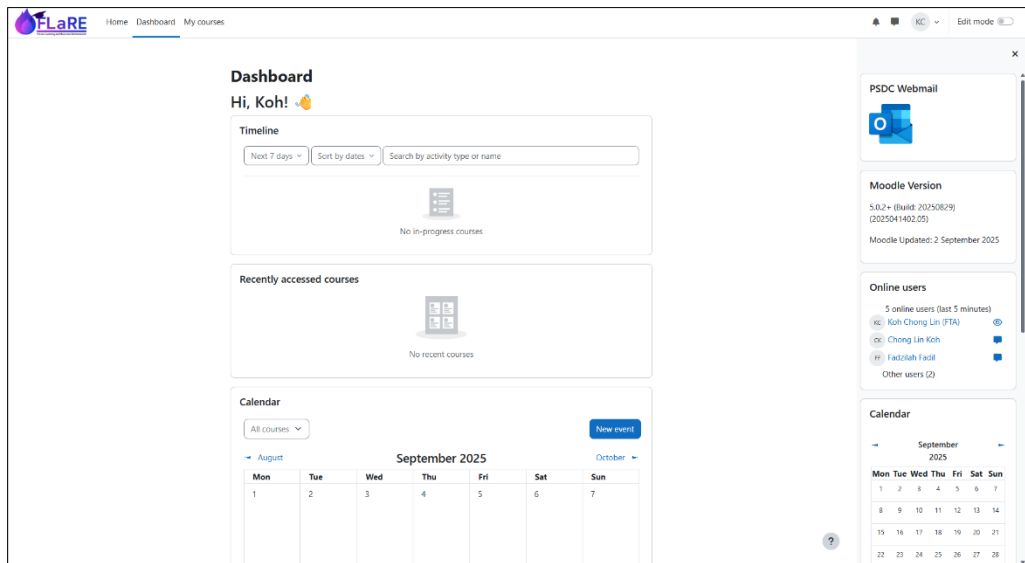 FLaRE
Home Dashboard My courses
KC
Edit mode
Dashboard
Hi, Koh!
Timeline
Next 7 days
Sort by dates
Search by activity type or name
No in-progress courses
Recently accessed courses
No recent courses
Calendar
All courses
New event
August
September 2025
October
Mon Tue Wed Thu Fri Sat Sun
1 2 3 4 5 6 7
PSDC Webmail
O
Moodle Version
5.0.2+ (Build: 20250829)
(2025041402.05)
Moodle Updated: 2 September 2025
Online users
5 online users (last 5 minutes)
KC Koh Chong Lin (FTA)
CK Chong Lin Koh
FF Fadzilah Fadil
Other users (2)
Calendar
September
2025
Mon Tue Wed Thu Fri Sat Sun
1 2 3 4 5 6 7
8 9 10 11 12 13 14
15 16 17 18 19 20 21
22 23 24 25 26 27 28
?